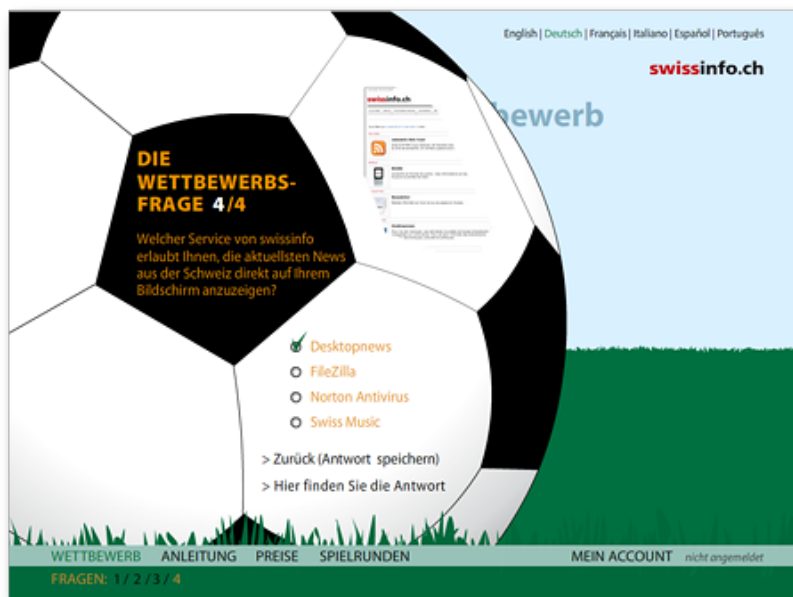 English | Deutsch | Français | Italiano | Español | Português
swissinfo.ch
bewerb
swissinfo.ch
DIE
WETTBEWERBS-
FRAGE 4/4
Welcher Service von swissinfo
erlaubt Ihnen, die aktuellsten News
aus der Schweiz direkt auf Ihrem
Bildschirm anzuzeigen?
Desktopnews
FileZilla
Norton Antivirus
Swiss Music
> Zurück (Antwort speichern)
> Hier finden Sie die Antwort
WETTBEWERB ANLEITUNG PREISE SPIELRUNDEN MEIN ACCOUNT nicht angemeldet
FRAGEN: 1 / 2 / 3 / 4